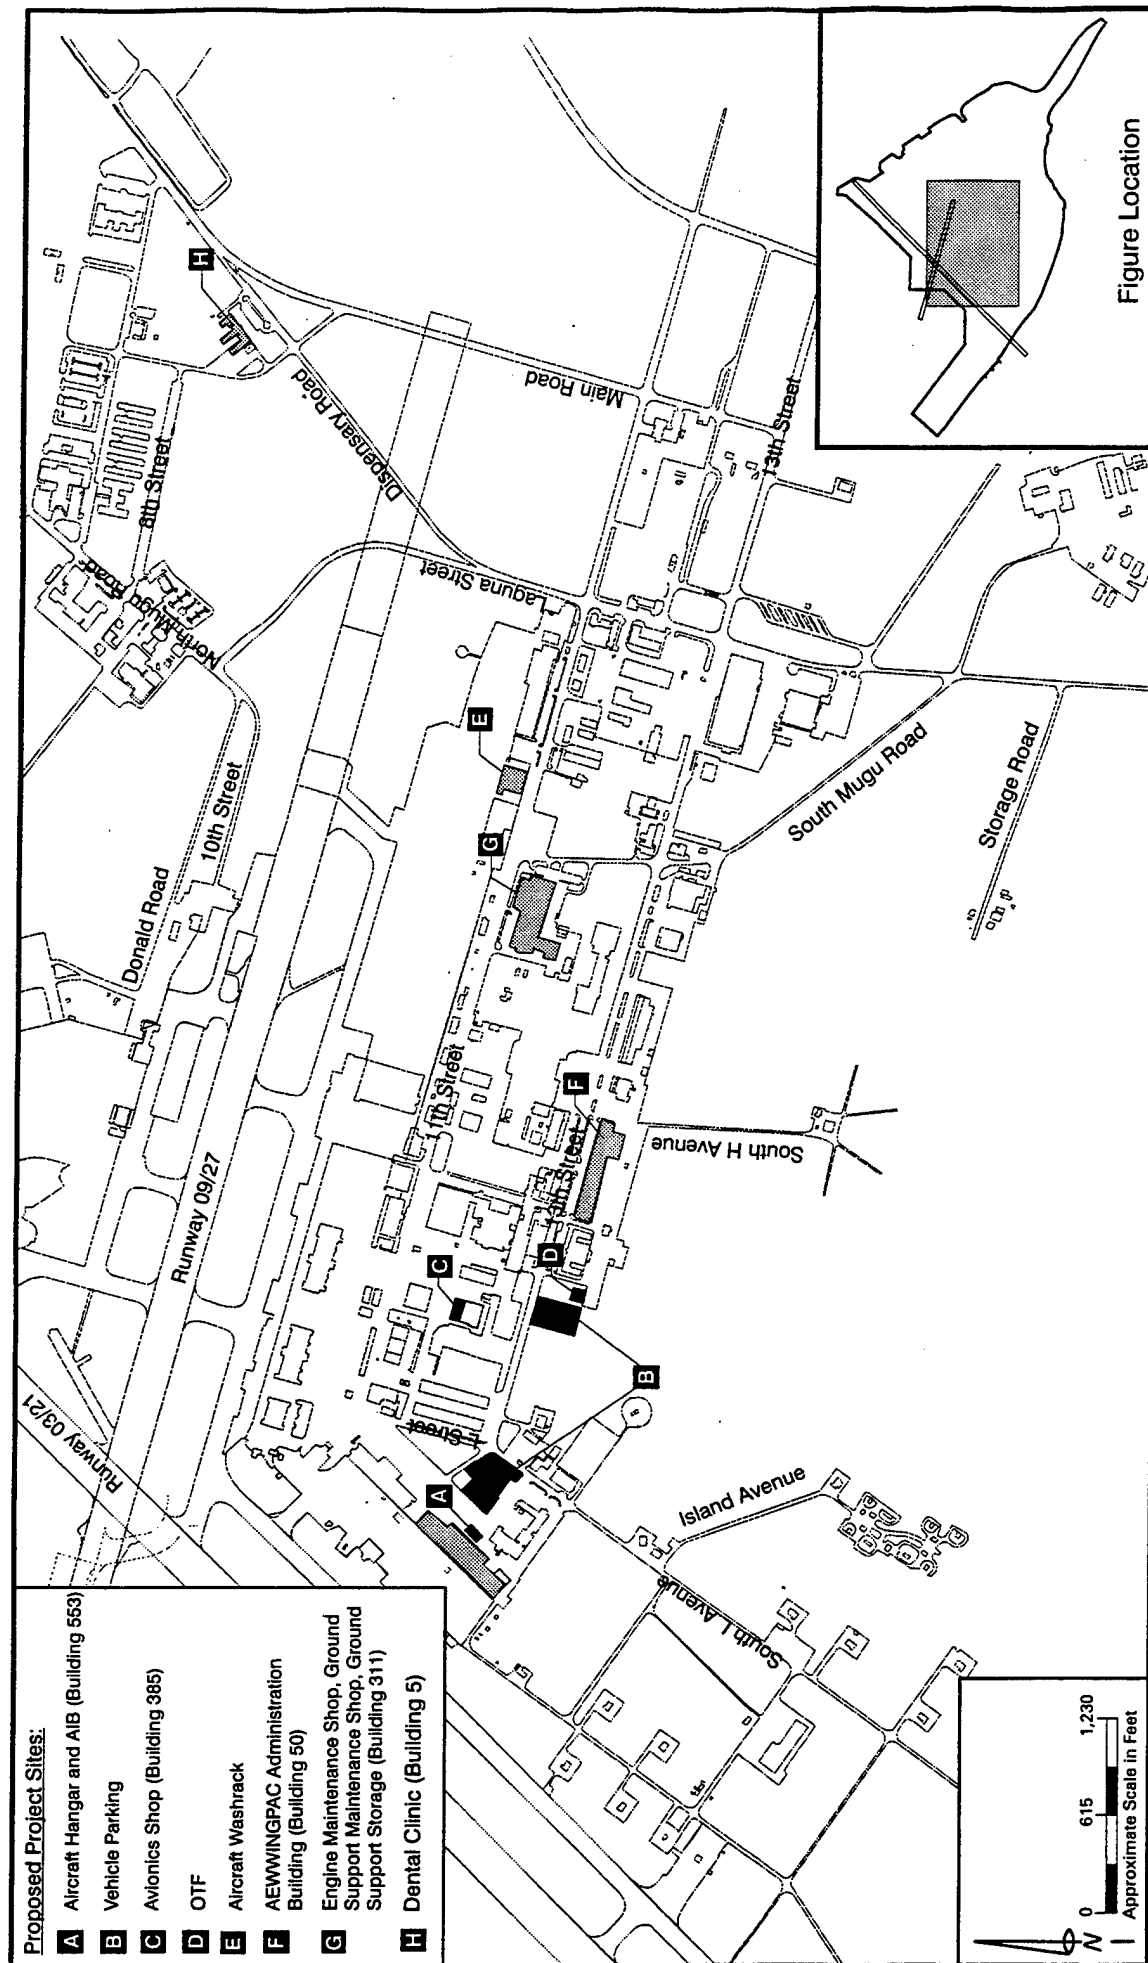 Proposed Project Sites:
A Aircraft Hangar and AIB (Building 553)
B Vehicle Parking
C Avionics Shop (Building 385)
D OTF
E Aircraft Washrack
F AEWWINGPAC Administration
Building (Building 50)
G Engine Maintenance Shop, Ground
Support Maintenance Shop, Ground
Support Storage (Building 311)
H Dental Clinic (Building 5)
Runway 03/21
Runway 09/27
Donald Road
10th Street
North Mugu Road
8th Street
Dispensary Road
H
Main Road
Laguna Street
E
G
11th Street
C
A
E Street
B
D
13th Street
F
13th Street
South H Avenue
South Mugu Road
Storage Road
Island Avenue
South L Avenue
N
0 615 1,230
Approximate Scale in Feet
Figure Location